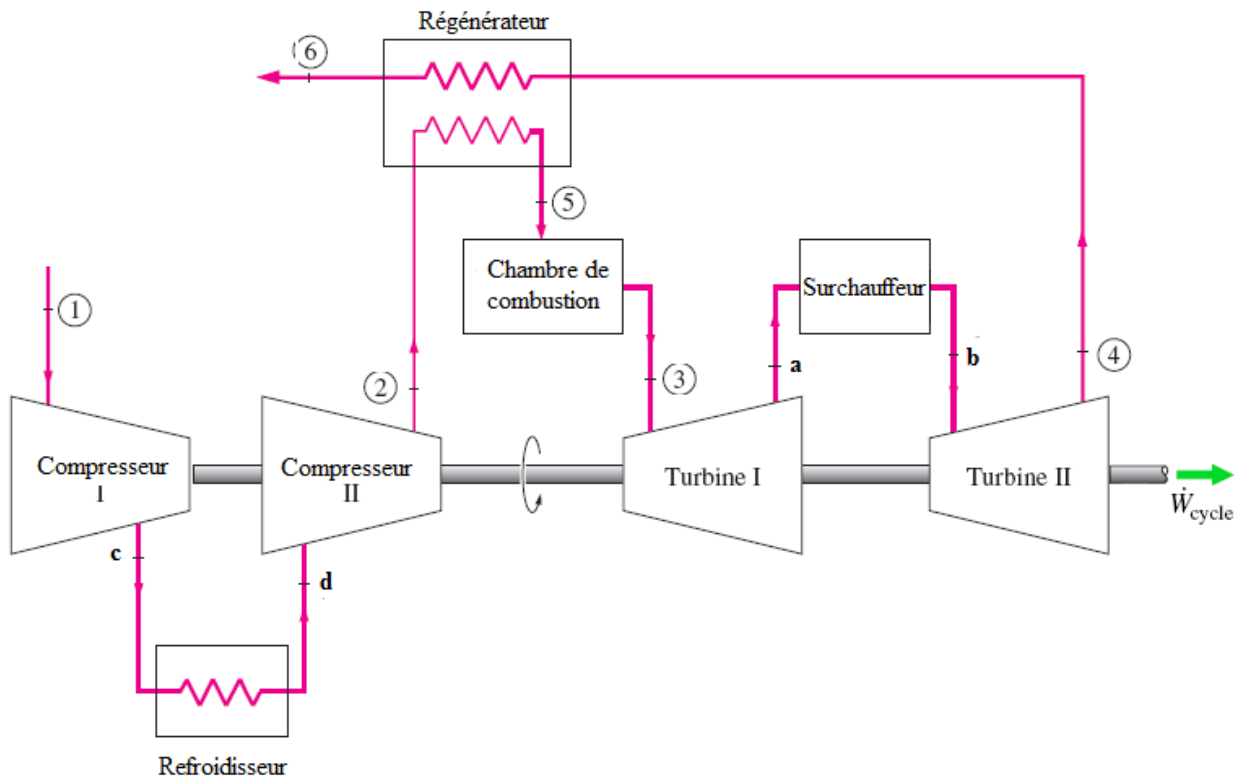 Régénérateur
6
5
Chambre de
combustion
Surchauffeur
1
2
3
a
b
4
Compresseur
I
Compresseur
II
Turbine I
Turbine II
Ẇcycle
c
d
Refroidisseur